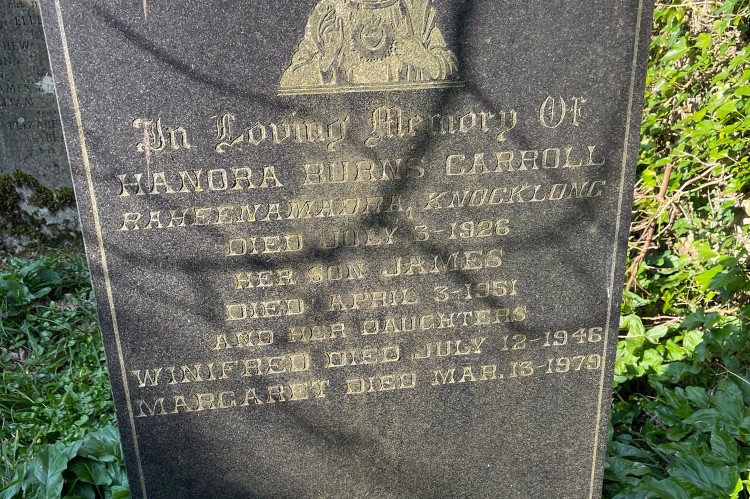 In Loving Memory Of
HANORA BURNS CARROLL
RAHEENAMADRA, KNOCKLONG
DIED JULY 3-1926
HER SON JAMES
DIED APRIL 3-1951
AND HER DAUGHTERS
WINIFRED DIED JULY 12-1946
MARGARET DIED MAR. 13-1979